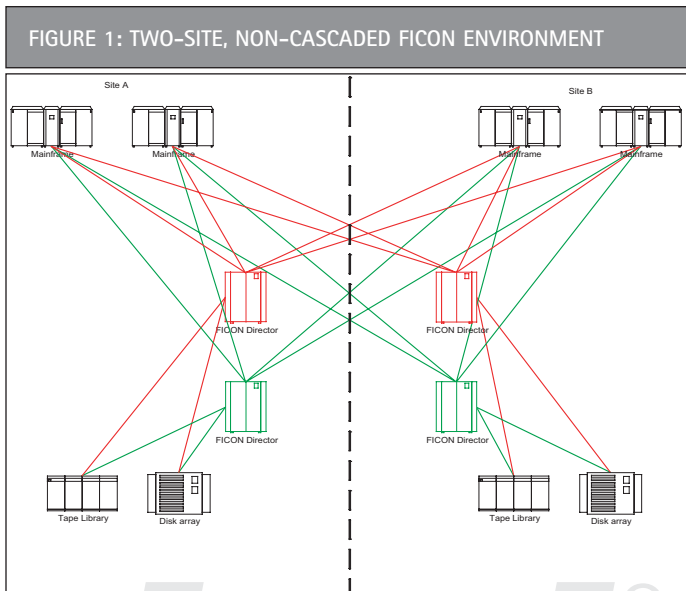 FIGURE 1: TWO-SITE, NON-CASCADED FICON ENVIRONMENT
Site A
Site B
Mainframe
Mainframe
Mainframe
Mainframe
FICON Director
FICON Director
FICON Director
FICON Director
Tape Library
Disk array
Tape Library
Disk array